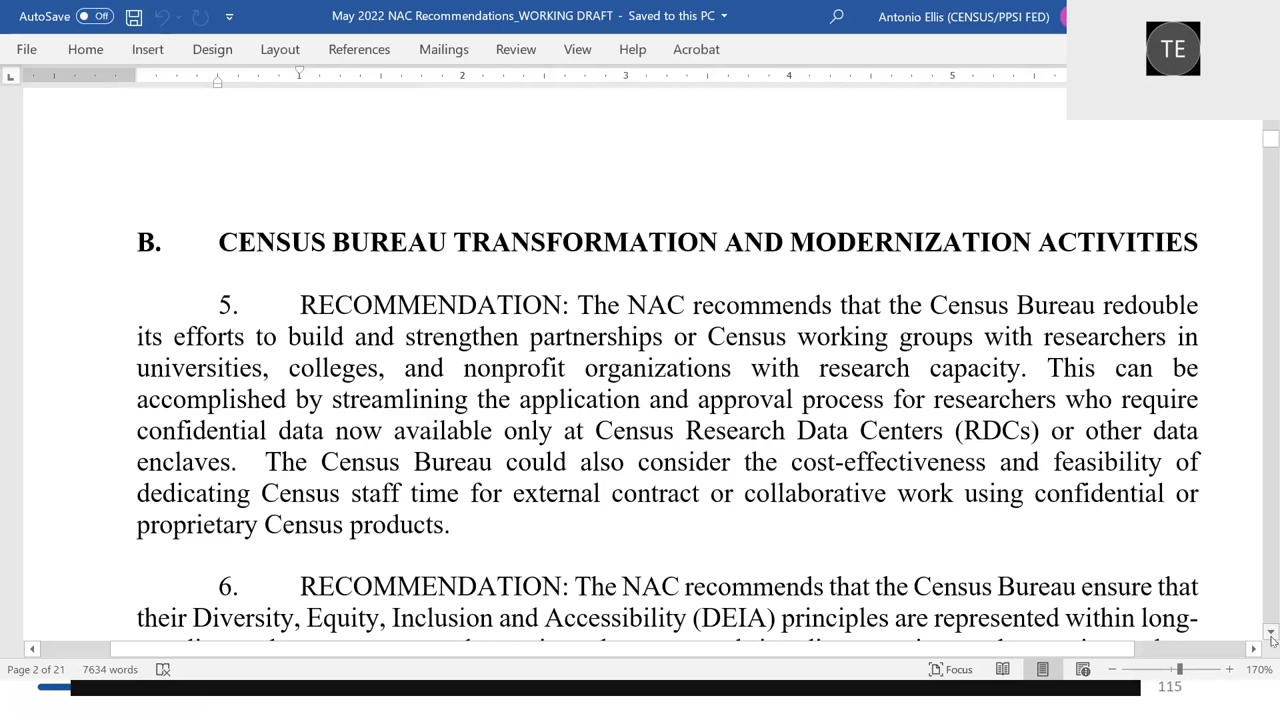 AutoSave Off May 2022 NAC Recommendations_WORKING DRAFT - Saved to this PC Antonio Ellis (CENSUS/PPSI FED)
TE
File Home Insert Design Layout References Mailings Review View Help Acrobat
1 2 3 4 5
B. CENSUS BUREAU TRANSFORMATION AND MODERNIZATION ACTIVITIES
5. RECOMMENDATION: The NAC recommends that the Census Bureau redouble
its efforts to build and strengthen partnerships or Census working groups with researchers in
universities, colleges, and nonprofit organizations with research capacity. This can be
accomplished by streamlining the application and approval process for researchers who require
confidential data now available only at Census Research Data Centers (RDCs) or other data
enclaves. The Census Bureau could also consider the cost-effectiveness and feasibility of
dedicating Census staff time for external contract or collaborative work using confidential or
proprietary Census products.
6. RECOMMENDATION: The NAC recommends that the Census Bureau ensure that
their Diversity, Equity, Inclusion and Accessibility (DEIA) principles are represented within long-
Page 2 of 21 7634 words Focus 170%
115